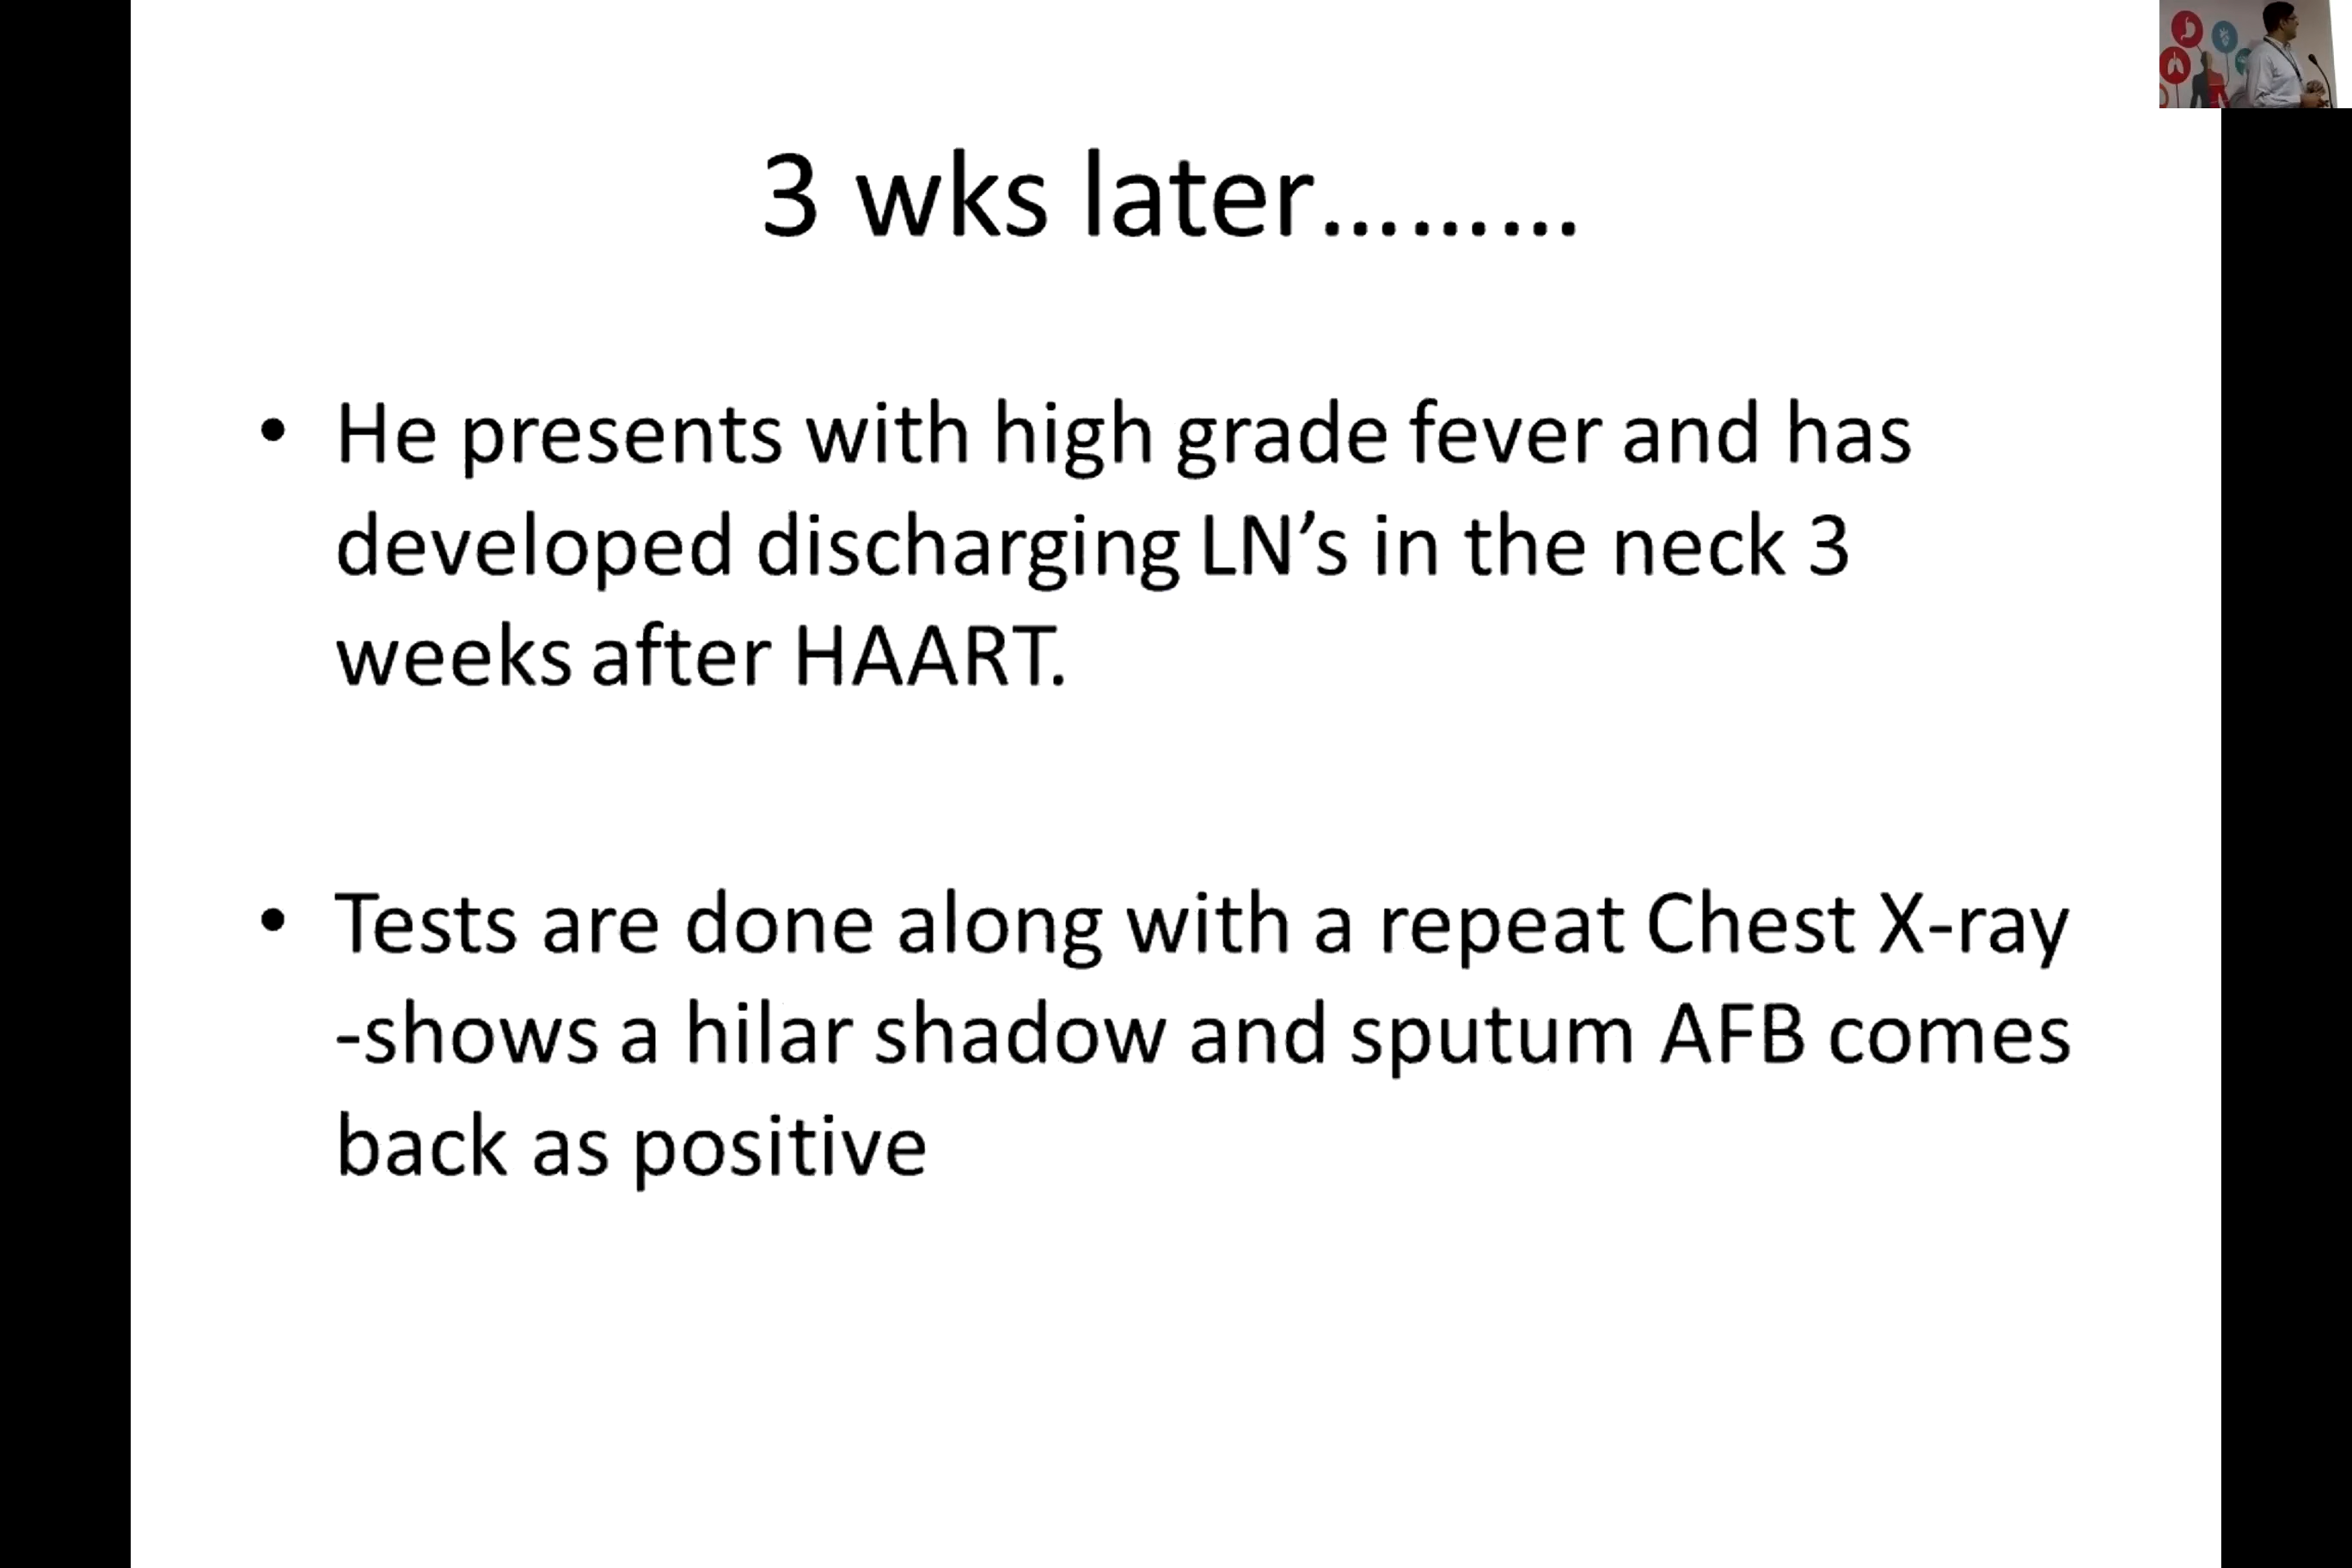 3 wks later………
• He presents with high grade fever and has
developed discharging LN’s in the neck 3
weeks after HAART.
• Tests are done along with a repeat Chest X-ray
-shows a hilar shadow and sputum AFB comes
back as positive